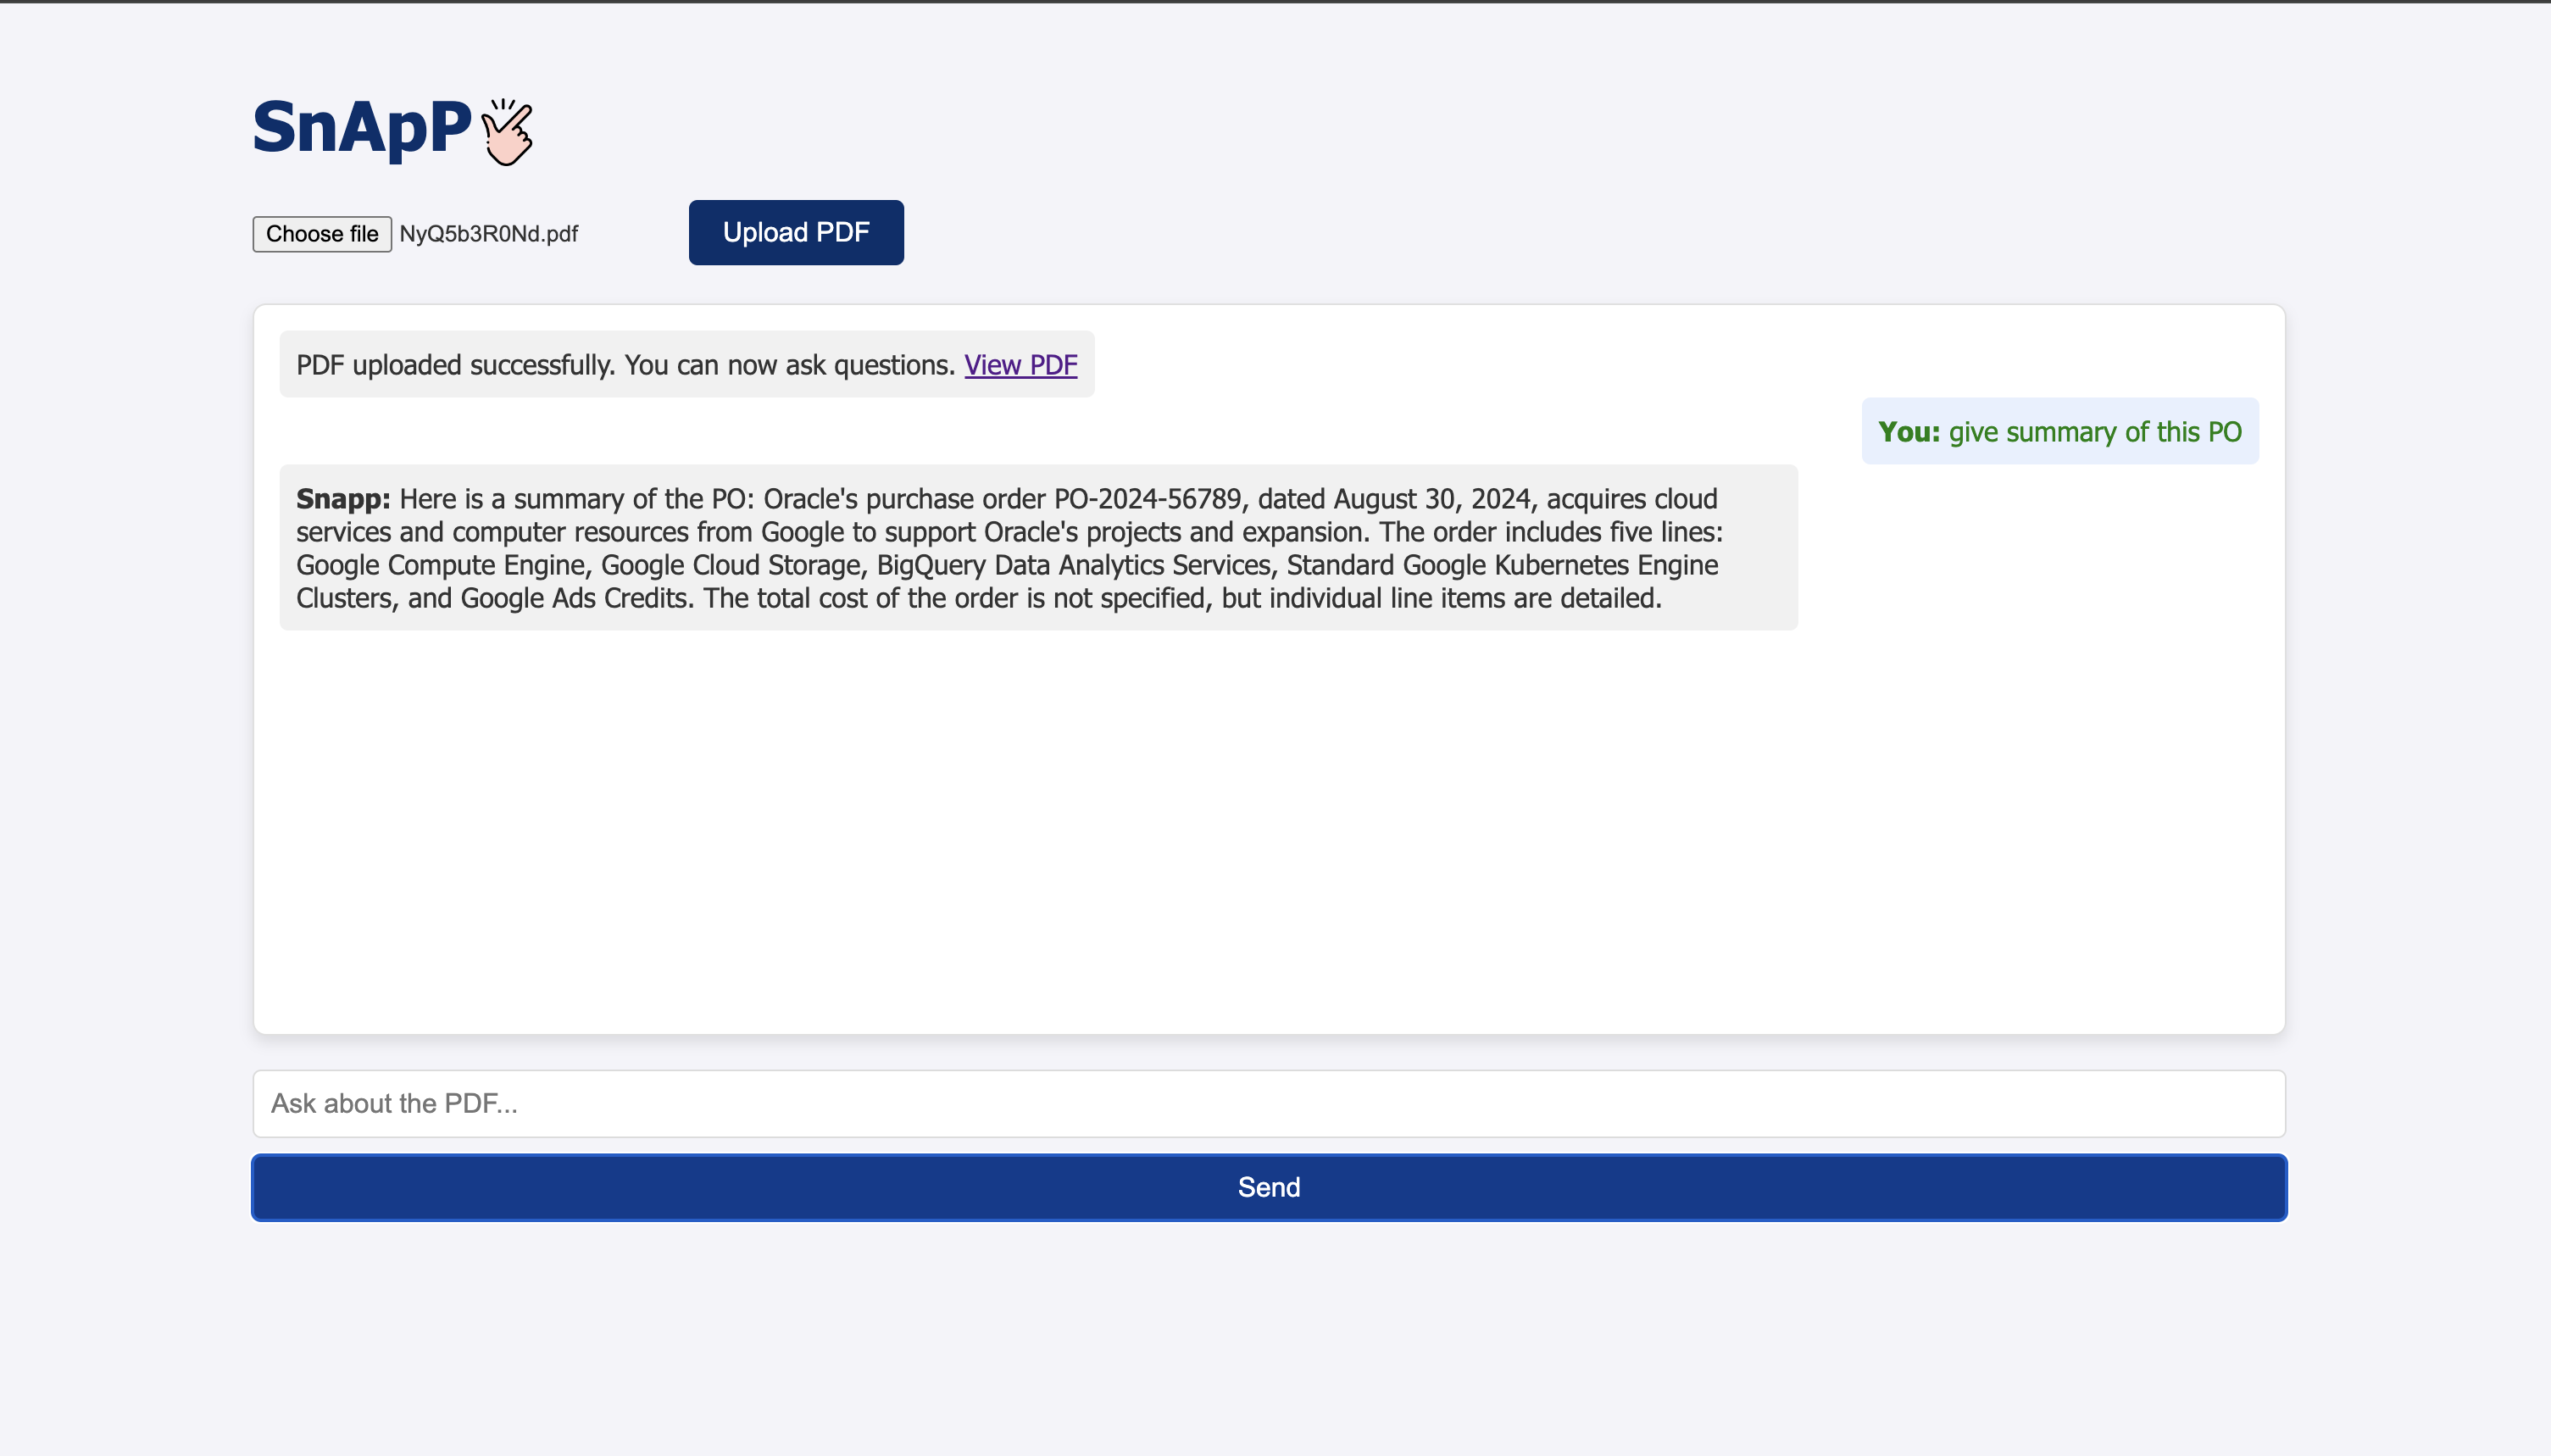 SnApP
Choose file NyQ5b3R0Nd.pdf
Upload PDF
PDF uploaded successfully. You can now ask questions. View PDF
You: give summary of this PO
Snapp: Here is a summary of the PO: Oracle's purchase order PO-2024-56789, dated August 30, 2024, acquires cloud
services and computer resources from Google to support Oracle's projects and expansion. The order includes five lines:
Google Compute Engine, Google Cloud Storage, BigQuery Data Analytics Services, Standard Google Kubernetes Engine
Clusters, and Google Ads Credits. The total cost of the order is not specified, but individual line items are detailed.
Ask about the PDF...
Send